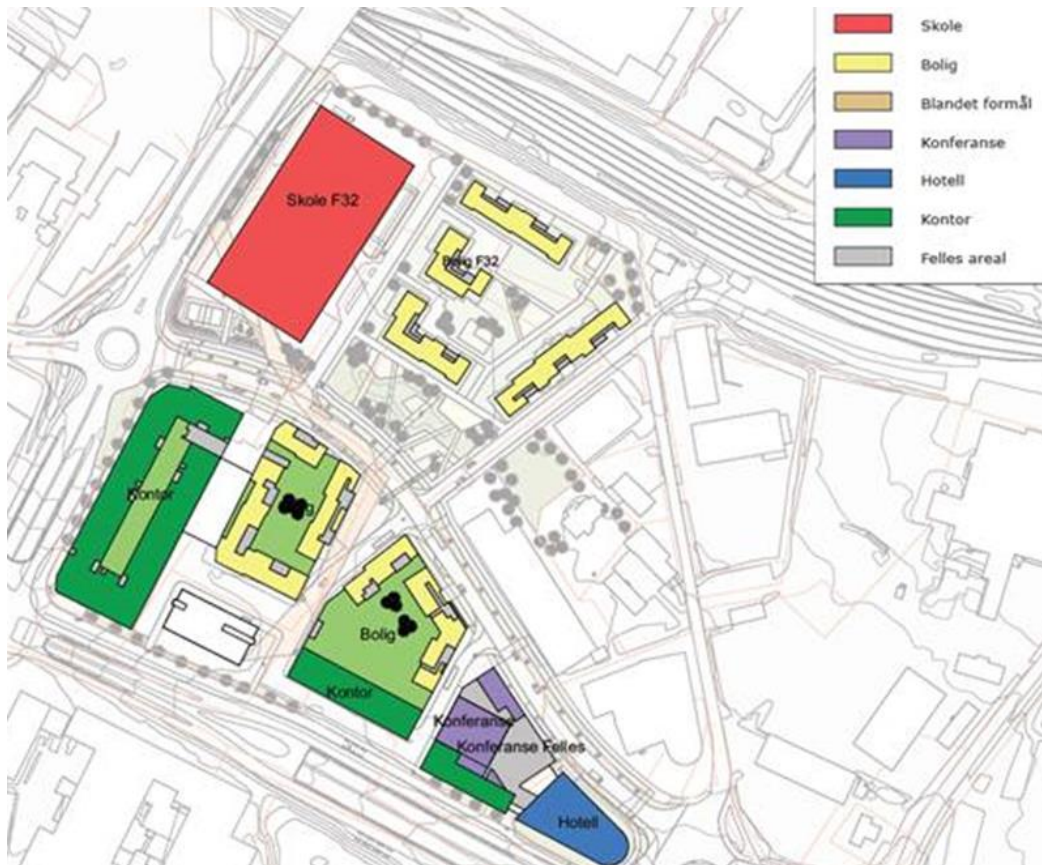 Skole
Bolig
Blandet formål
Konferanse
Hotell
Kontor
Felles areal
Skole F32
Bolig F32
Kontor
Bolig
Kontor
Konferanse
Konferanse Felles
Hotell